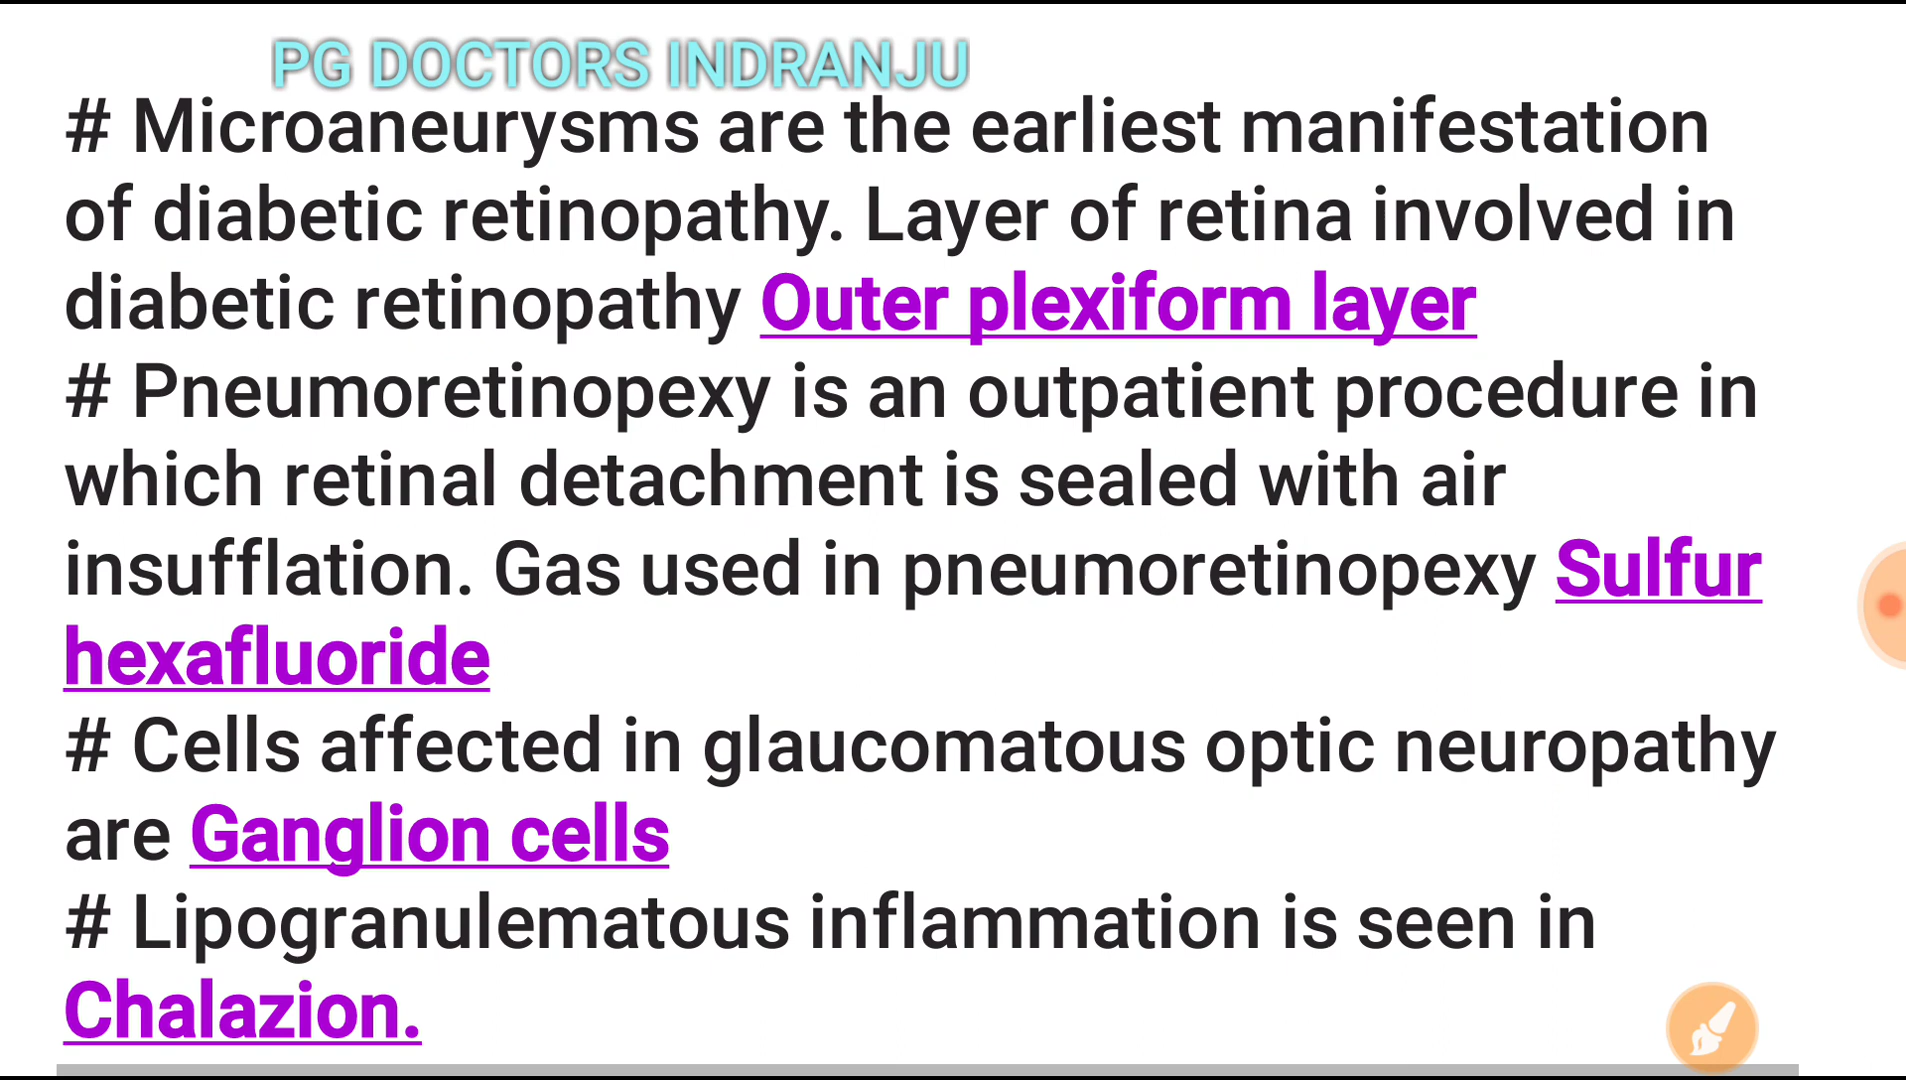 PG DOCTORS INDRANJU
# Microaneurysms are the earliest manifestation
of diabetic retinopathy. Layer of retina involved in
diabetic retinopathy Outer plexiform layer
# Pneumoretinopexy is an outpatient procedure in
which retinal detachment is sealed with air
insufflation. Gas used in pneumoretinopexy Sulfur
hexafluoride
# Cells affected in glaucomatous optic neuropathy
are Ganglion cells
# Lipogranulematous inflammation is seen in
Chalazion.